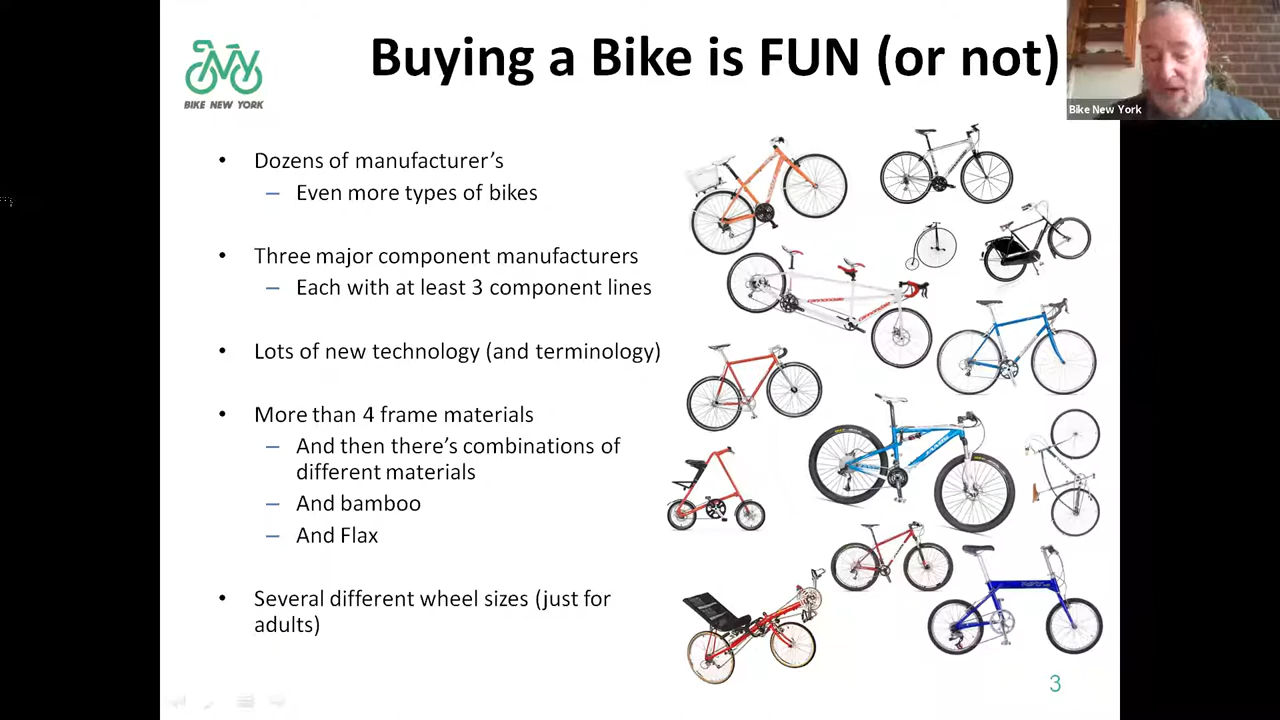 Buying a Bike is FUN (or not)
BIKE NEW YORK
Bike New York
• Dozens of manufacturer's
– Even more types of bikes
• Three major component manufacturers
– Each with at least 3 component lines
• Lots of new technology (and terminology)
• More than 4 frame materials
– And then there's combinations of
different materials
– And bamboo
– And Flax
• Several different wheel sizes (just for
adults)
cannondale
cannondale
3